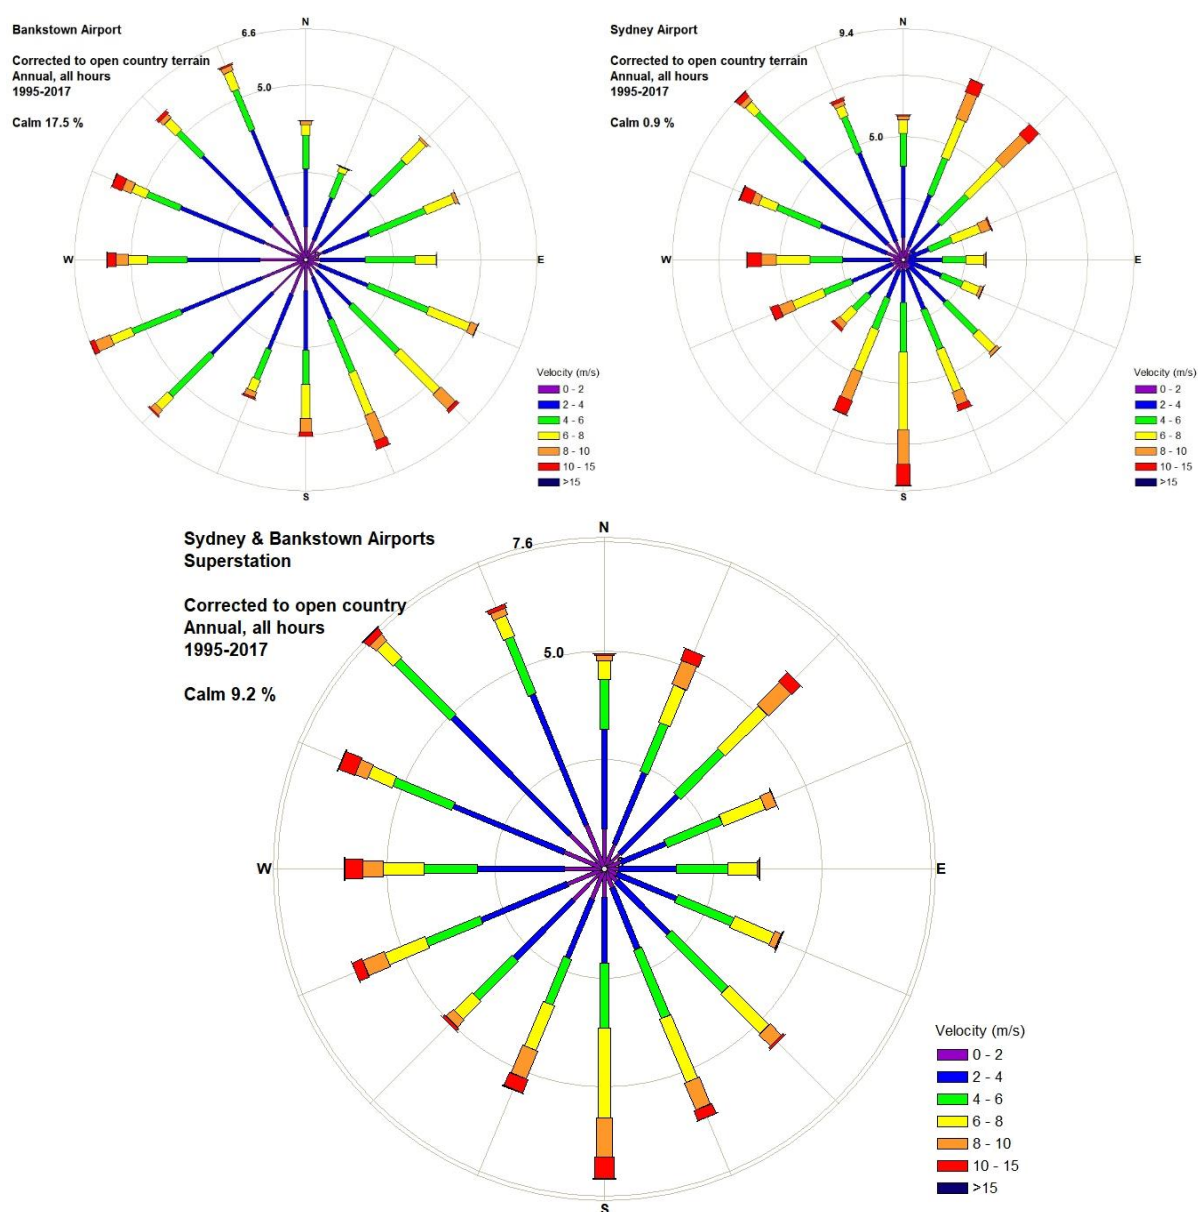 Bankstown Airport
Corrected to open country terrain
Annual, all hours
1995-2017
Calm 17.5 %
N
6.6
5.0
W
E
S
Velocity (m/s)
0 - 2
2 - 4
4 - 6
6 - 8
8 - 10
10 - 15
>15
Sydney Airport
Corrected to open country terrain
Annual, all hours
1995-2017
Calm 0.9 %
N
9.4
5.0
W
E
S
Velocity (m/s)
0 - 2
2 - 4
4 - 6
6 - 8
8 - 10
10 - 15
>15
Sydney & Bankstown Airports
Superstation
Corrected to open country
Annual, all hours
1995-2017
Calm 9.2 %
N
7.6
5.0
W
E
S
Velocity (m/s)
0 - 2
2 - 4
4 - 6
6 - 8
8 - 10
10 - 15
>15